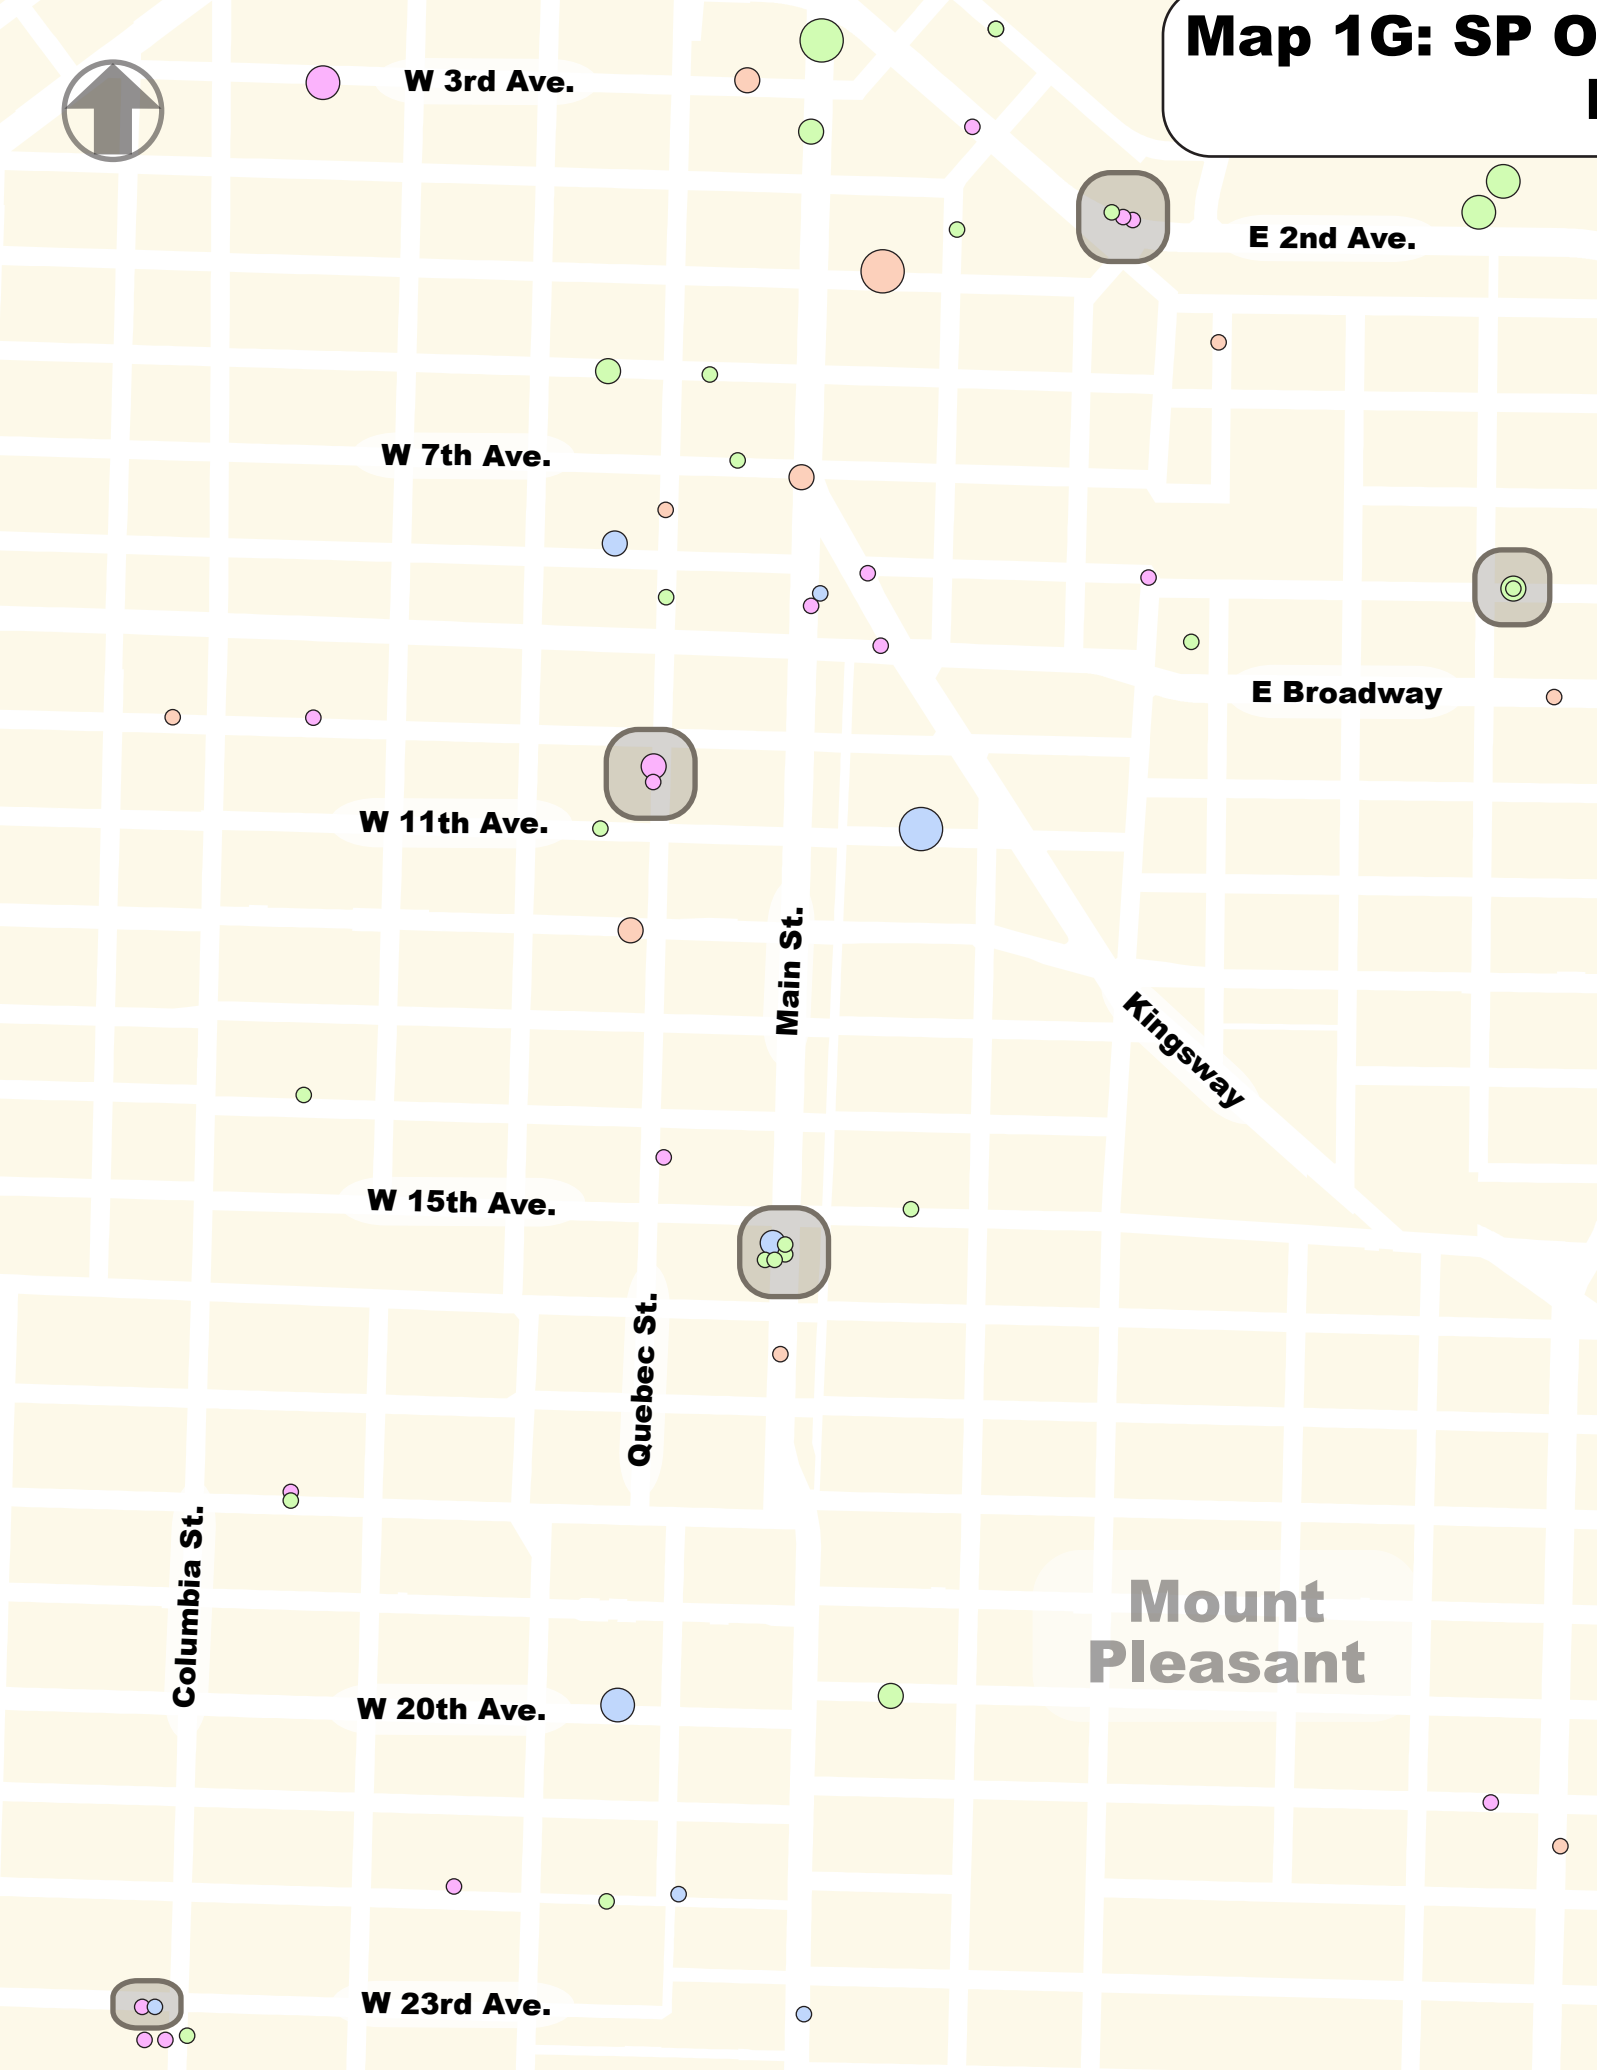 Map 1G: SP O
W 3rd Ave.
E 2nd Ave.
W 7th Ave.
E Broadway
W 11th Ave.
Main St.
Kingsway
W 15th Ave.
Quebec St.
Columbia St.
Mount
Pleasant
W 20th Ave.
W 23rd Ave.